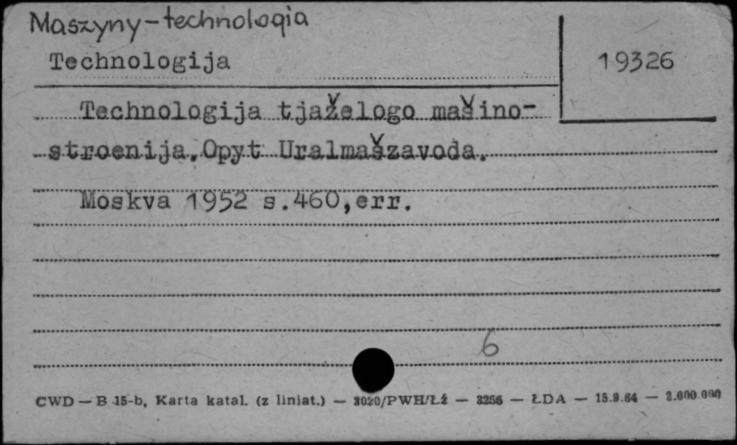 Maszyny-technologia
Technologija
19326
Technologija tjaželogo mašino-
stroenija.Opyt Uralmašzavoda.
Moskva 1952 s.460,err.
6
CWD — B 15-b, Karta katal. (z liniat.) — 3020/PWH/Łż — 3256 — ŁDA — 15.9.64 — 2.000.000